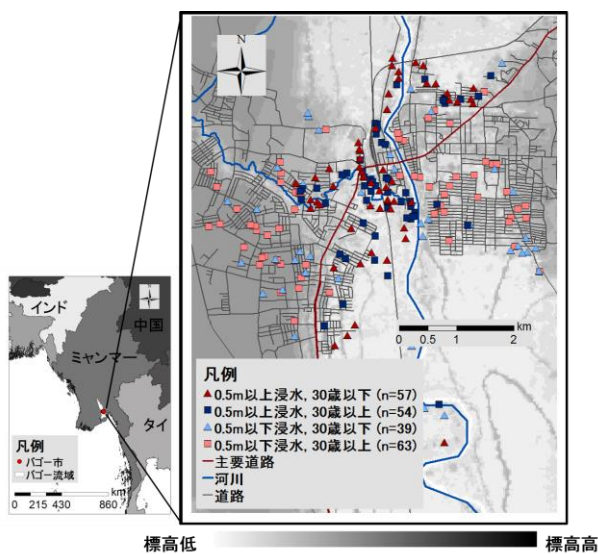 N
km
0 0.5 1 2
凡例
0.5m以上浸水, 30歳以下 (n=57)
0.5m以上浸水, 30歳以上 (n=54)
0.5m以下浸水, 30歳以下 (n=39)
0.5m以下浸水, 30歳以上 (n=63)
主要道路
河川
道路
N
インド
中国
ミャンマー
タイ
凡例
バゴー市
バゴー流域
km
0 215 430 860
標高低 標高高